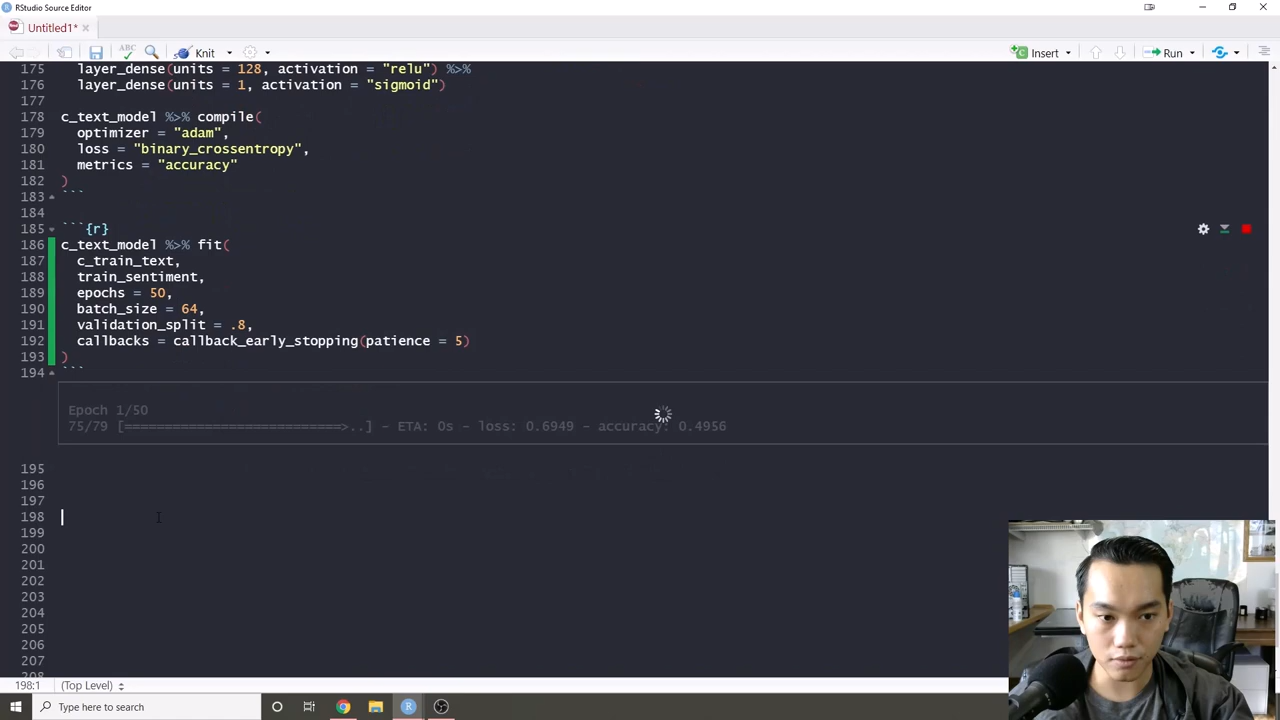 RStudio Source Editor
Untitled1*
ABC
Knit
Insert
Run
175 layer_dense(units = 128, activation = "relu") %>%
176 layer_dense(units = 1, activation = "sigmoid")
177
178 c_text_model %>% compile(
179 optimizer = "adam",
180 loss = "binary_crossentropy",
181 metrics = "accuracy"
182 )
183 ```
184
185 ```{r}
186 c_text_model %>% fit(
187 c_train_text,
188 train_sentiment,
189 epochs = 50,
190 batch_size = 64,
191 validation_split = .8,
192 callbacks = callback_early_stopping(patience = 5)
193 )
194 ```
Epoch 1/50
75/79 [===========================>..] - ETA: 0s - loss: 0.6949 - accuracy: 0.4956
195
196
197
198
199
200
201
202
203
204
205
206
207
208
198:1 (Top Level)
Type here to search